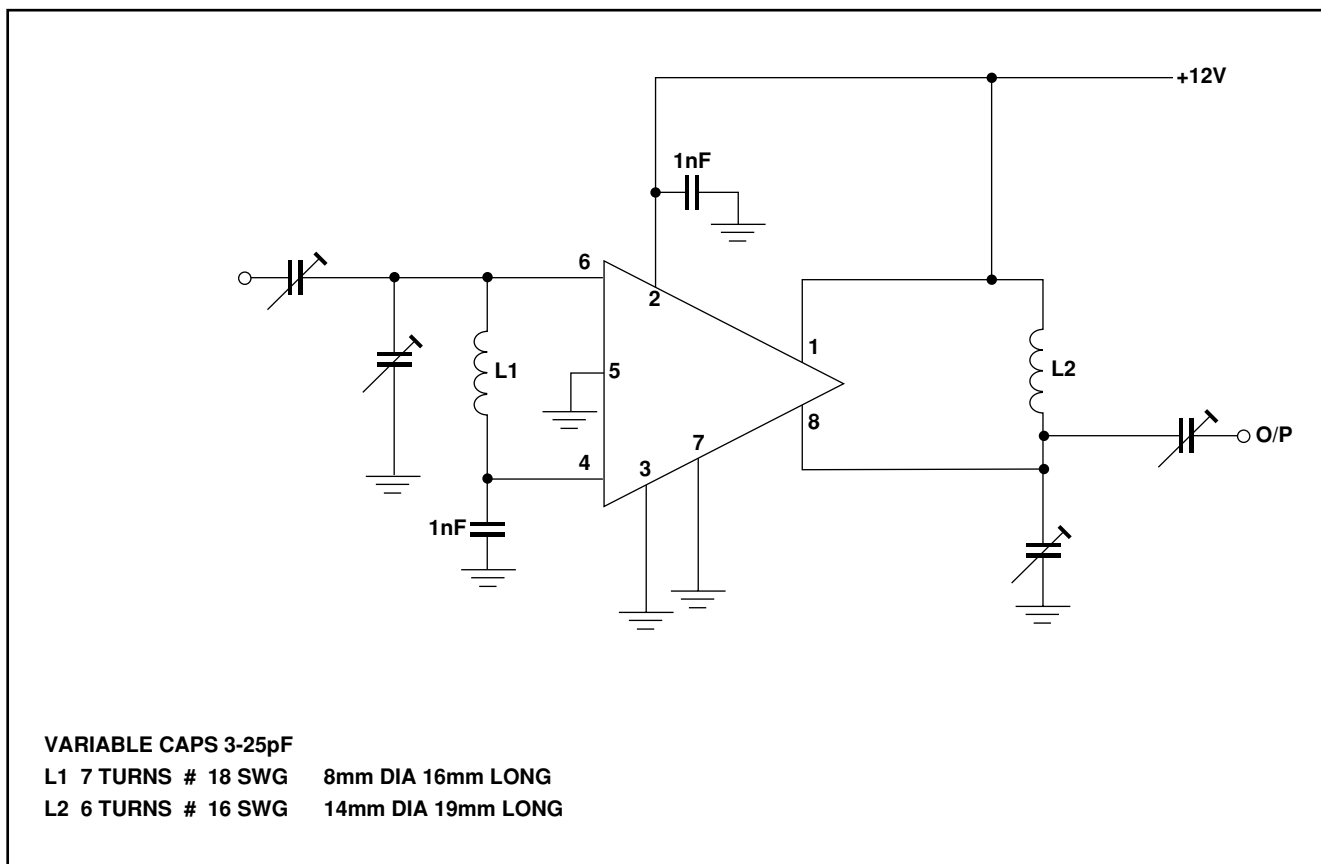 +12V
1nF
6
2
1
L1
5
L2
8
O/P
7
4
3
1nF
VARIABLE CAPS 3-25pF
L1 7 TURNS # 18 SWG 8mm DIA 16mm LONG
L2 6 TURNS # 16 SWG 14mm DIA 19mm LONG